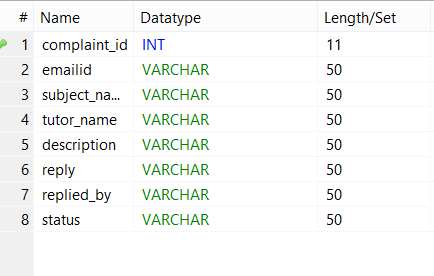 # Name Datatype Length/Set
1 complaint_id INT 11
2 emailid VARCHAR 50
3 subject_na... VARCHAR 50
4 tutor_name VARCHAR 50
5 description VARCHAR 50
6 reply VARCHAR 50
7 replied_by VARCHAR 50
8 status VARCHAR 50